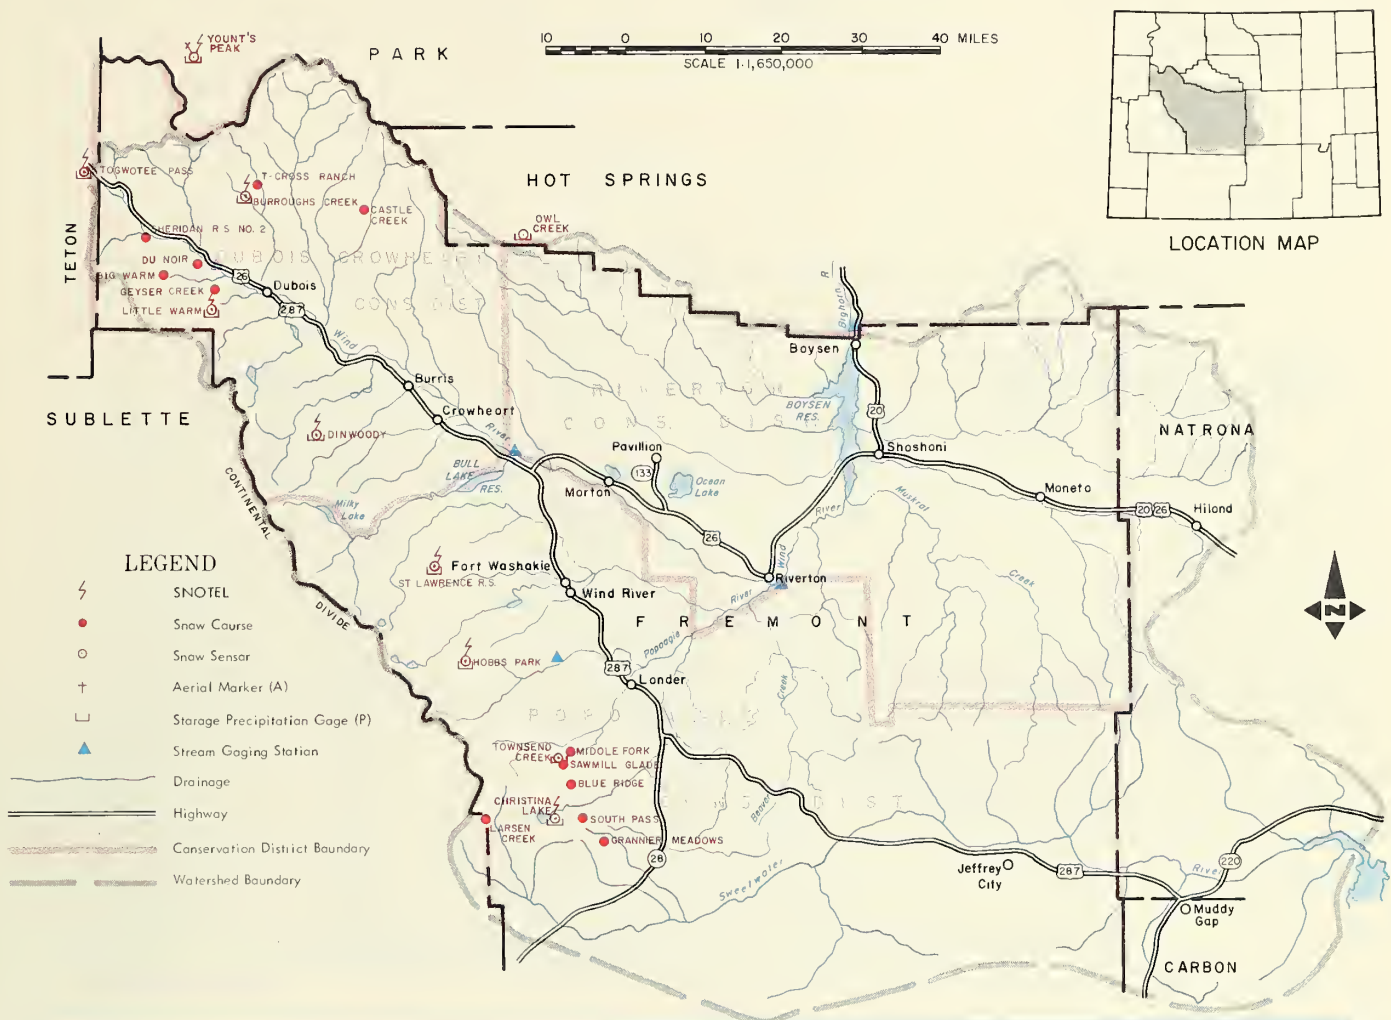 YOUNT'S
PEAK
PARK
10 0 10 20 30 40 MILES
SCALE 1:1,650,000
LOCATION MAP
TOGWOTEE PASS
T-CROSS RANCH
BURROUGHS CREEK
CASTLE
CREEK
HOT SPRINGS
OWL
CREEK
TETON
SHERIDAN R.S. NO. 2
DU NOIR
BIG WARM
GEYSER CREEK
LITTLE WARM
26
Dubois
287
DUBOIS CROWHEART
CONS DIST
Wind
River
Bighorn
R.
Boysen
BOYSEN
RES.
20
SUBLETTE
Burris
Crowheart
DINWOODY
RIVERTON
CONS. DIST
NATRONA
CONTINENTAL
DIVIDE
BULL
LAKE
RES.
Milky
Lake
Pavillion
133
Ocean
Lake
Morton
26
Shoshoni
Moneta
20/26
Hiland
Muskrat
Creek
River
Wind
Riverton
LEGEND
SNOTEL
Snow Course
Snow Sensor
Aerial Marker (A)
Storage Precipitation Gage (P)
Stream Gaging Station
Drainage
Highway
Conservation District Boundary
Watershed Boundary
Fort Washakie
ST LAWRENCE R.S.
Wind River
FREMONT
N
River
Popoagia
HOBBS PARK
287
Lander
Creek
Beaver
TOWNSEND
CREEK
MIDDLE FORK
SAWMILL GLADE
BLUE RIDGE
CHRISTINA
LAKE
SOUTH PASS
LARSEN
CREEK
GRANNIER MEADOWS
28
DIST
Sweetwater
River
Jeffrey
City
287
220
Muddy
Gap
CARBON